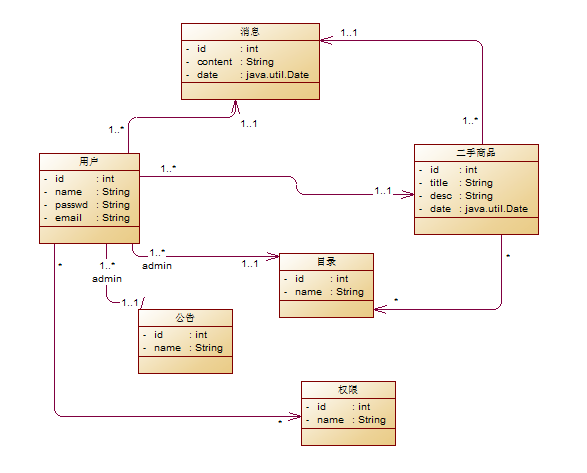 消息
- id : int
- content : String
- date : java.util.Date
1..1
1..*
1..1
1..*
用户
- id : int
- name : String
- passwd : String
- email : String
1..*
1..1
二手商品
- id : int
- title : String
- desc : String
- date : java.util.Date
*
1..*
admin
1..*
admin
1..1
*
目录
- id : int
- name : String
*
1..1
公告
- id : int
- name : String
权限
- id : int
- name : String
*